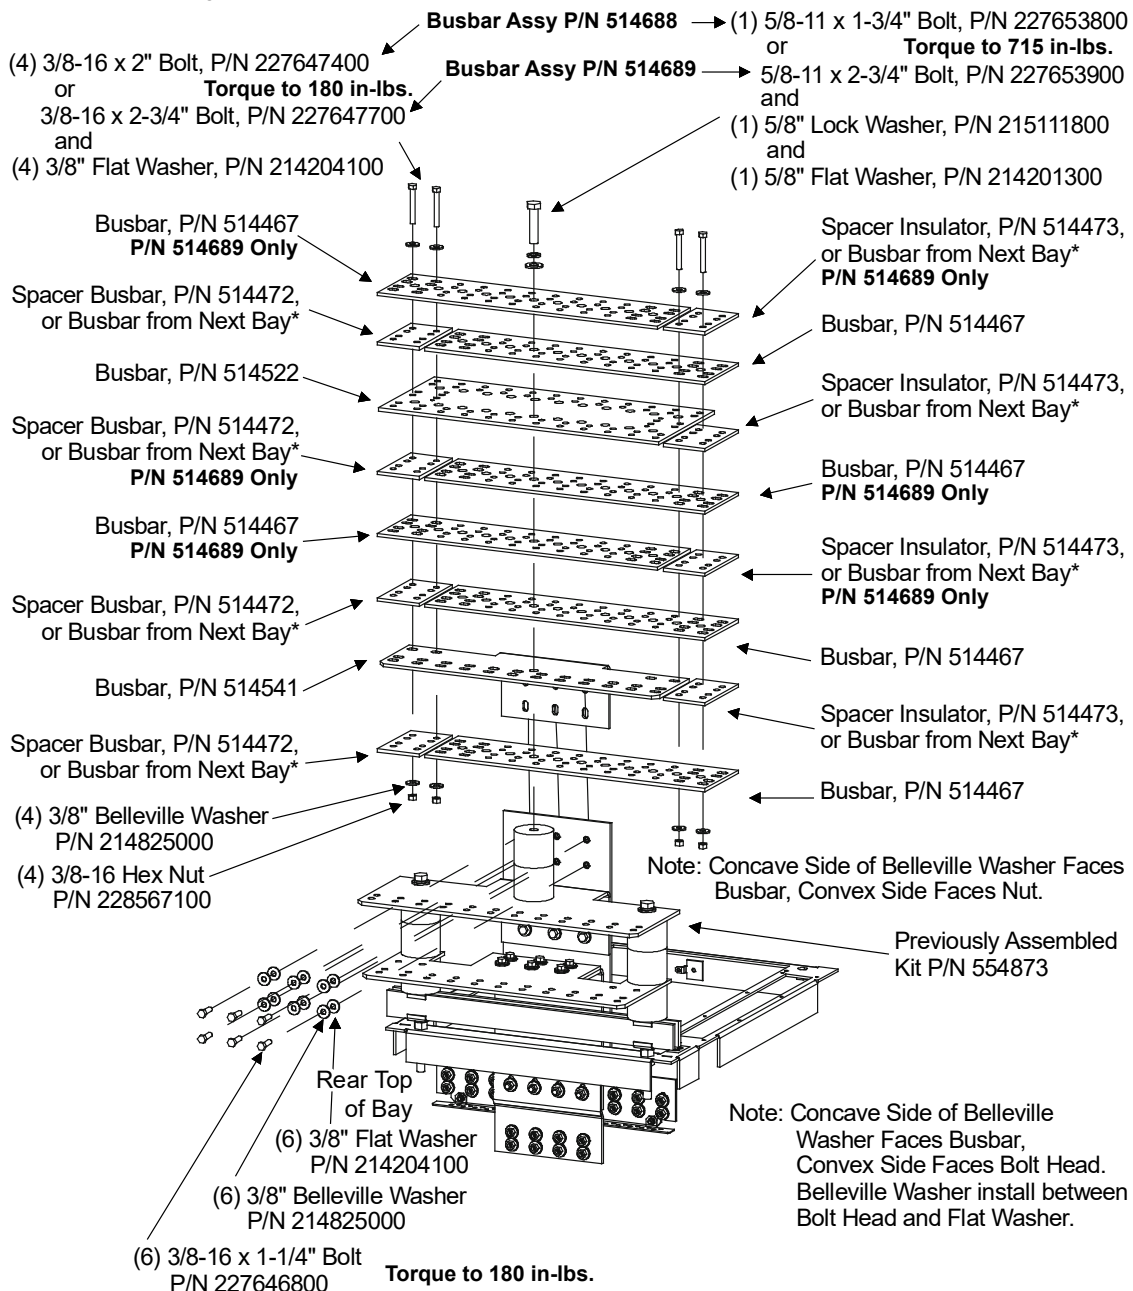 Busbar Assy P/N 514688
(1) 5/8-11 x 1-3/4" Bolt, P/N 227653800
or Torque to 715 in-lbs.
Busbar Assy P/N 514689
5/8-11 x 2-3/4" Bolt, P/N 227653900
and
(1) 5/8" Lock Washer, P/N 215111800
and
(1) 5/8" Flat Washer, P/N 214201300
(4) 3/8-16 x 2" Bolt, P/N 227647400
or Torque to 180 in-lbs.
3/8-16 x 2-3/4" Bolt, P/N 227647700
and
(4) 3/8" Flat Washer, P/N 214204100
Busbar, P/N 514467
P/N 514689 Only
Spacer Busbar, P/N 514472,
or Busbar from Next Bay*
Busbar, P/N 514522
Spacer Busbar, P/N 514472,
or Busbar from Next Bay*
P/N 514689 Only
Busbar, P/N 514467
P/N 514689 Only
Spacer Busbar, P/N 514472,
or Busbar from Next Bay*
Busbar, P/N 514541
Spacer Busbar, P/N 514472,
or Busbar from Next Bay*
(4) 3/8" Belleville Washer
P/N 214825000
(4) 3/8-16 Hex Nut
P/N 228567100
Spacer Insulator, P/N 514473,
or Busbar from Next Bay*
P/N 514689 Only
Busbar, P/N 514467
Spacer Insulator, P/N 514473,
or Busbar from Next Bay*
Busbar, P/N 514467
P/N 514689 Only
Spacer Insulator, P/N 514473,
or Busbar from Next Bay*
P/N 514689 Only
Busbar, P/N 514467
Spacer Insulator, P/N 514473,
or Busbar from Next Bay*
Busbar, P/N 514467
Note: Concave Side of Belleville Washer Faces
Busbar, Convex Side Faces Nut.
Previously Assembled
Kit P/N 554873
Rear Top
of Bay
(6) 3/8" Flat Washer
P/N 214204100
(6) 3/8" Belleville Washer
P/N 214825000
(6) 3/8-16 x 1-1/4" Bolt
P/N 227646800
Torque to 180 in-lbs.
Note: Concave Side of Belleville
Washer Faces Busbar,
Convex Side Faces Bolt Head.
Belleville Washer install between
Bolt Head and Flat Washer.